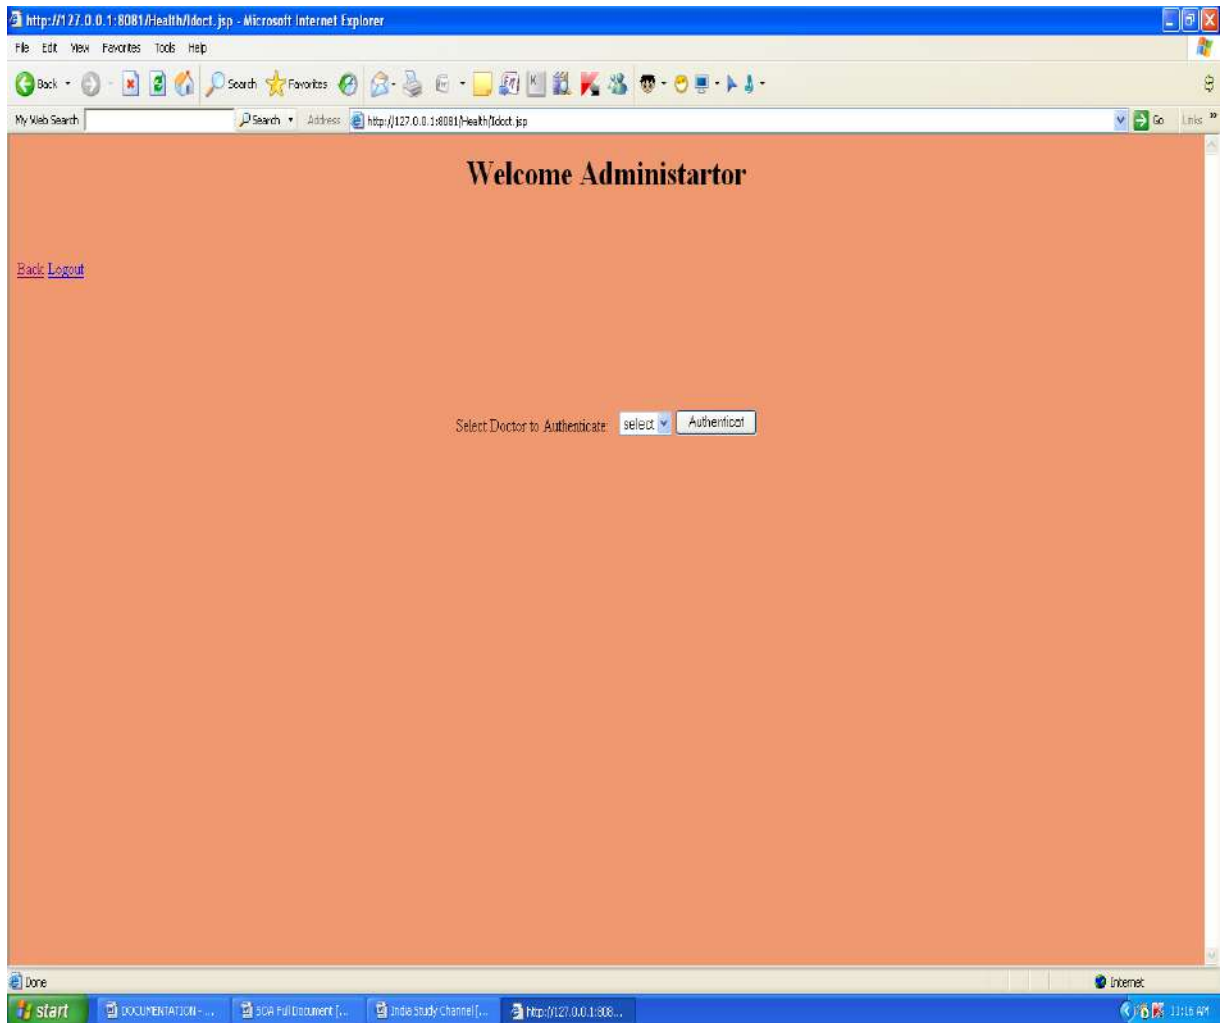 http://127.0.0.1:8081/Health/Idoct.jsp - Microsoft Internet Explorer
File Edit View Favorites Tools Help
Back Search Favorites
My Web Search Search Address http://127.0.0.1:8081/Health/Idoct.jsp Go Links »
Welcome Administartor
Back Logout
Select Doctor to Authenticate: select Authenticat
Done Internet
start DOCUMENTATION - ... SOA Full Document [... India Study Channel [... http://127.0.0.1:808... 11:16 AM